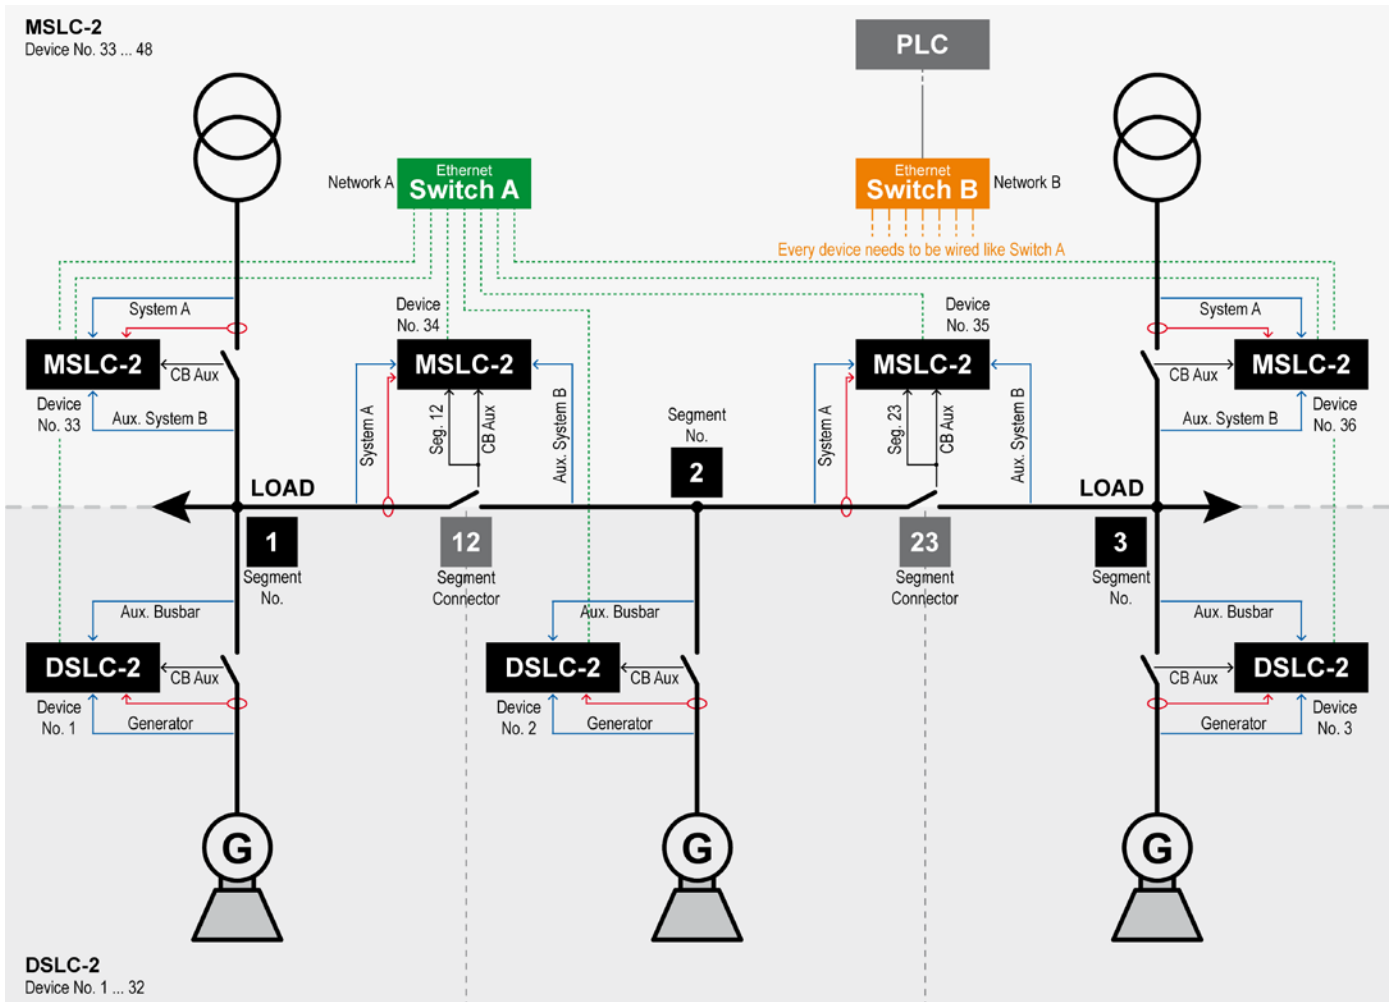 MSLC-2
Device No. 33 ... 48
PLC
Ethernet
Switch A
Network A
Ethernet
Switch B
Network B
Every device needs to be wired like Switch A
System A
MSLC-2
CB Aux
Device
No. 33
Aux. System B
Device
No. 34
MSLC-2
System A
Seg. 12
CB Aux
Aux. System B
Segment
No.
2
Device
No. 35
MSLC-2
System A
Seg. 23
CB Aux
Aux. System B
System A
MSLC-2
CB Aux
Device
No. 36
Aux. System B
LOAD
LOAD
1
Segment
No.
12
Segment
Connector
23
Segment
Connector
3
Segment
No.
Aux. Busbar
DSLC-2
CB Aux
Device
No. 1
Generator
Aux. Busbar
DSLC-2
CB Aux
Device
No. 2
Generator
Aux. Busbar
DSLC-2
CB Aux
Device
No. 3
Generator
G
G
G
DSLC-2
Device No. 1 ... 32